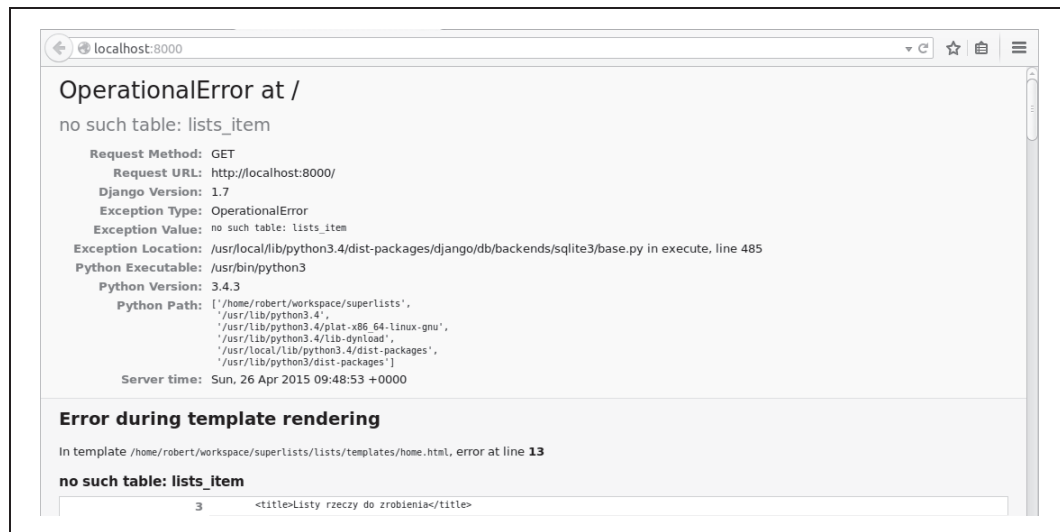 localhost:8000
OperationalError at /
no such table: lists_item
Request Method: GET
Request URL: http://localhost:8000/
Django Version: 1.7
Exception Type: OperationalError
Exception Value: no such table: lists_item
Exception Location: /usr/local/lib/python3.4/dist-packages/django/db/backends/sqlite3/base.py in execute, line 485
Python Executable: /usr/bin/python3
Python Version: 3.4.3
Python Path: ['/home/robert/workspace/superlists',
'/usr/lib/python3.4',
'/usr/lib/python3.4/plat-x86_64-linux-gnu',
'/usr/lib/python3.4/lib-dynload',
'/usr/local/lib/python3.4/dist-packages',
'/usr/lib/python3/dist-packages']
Server time: Sun, 26 Apr 2015 09:48:53 +0000
Error during template rendering
In template /home/robert/workspace/superlists/lists/templates/home.html, error at line 13
no such table: lists_item
3 <title>Listy rzeczy do zrobienia</title>